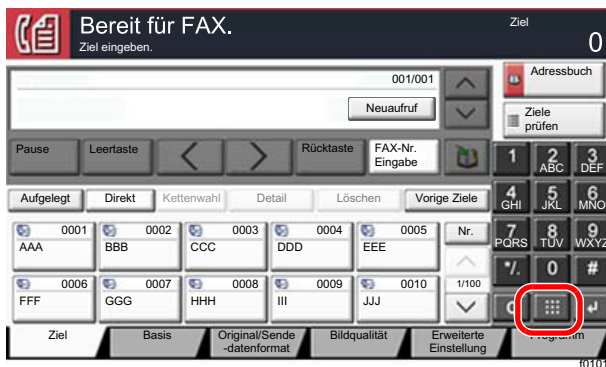 Bereit für FAX.
Ziel eingeben.
Ziel
0
001/001
Neuaufruf
Adressbuch
Ziele
prüfen
Pause
Leertaste
Rücktaste
FAX-Nr.
Eingabe
1
2
ABC
3
DEF
Aufgelegt
Direkt
Kettenwahl
Detail
Löschen
Vorige Ziele
4
GHI
5
JKL
6
MNO
0001
AAA
0002
BBB
0003
CCC
0004
DDD
0005
EEE
Nr.
7
PQRS
8
TUV
9
WXYZ
0006
FFF
0007
GGG
0008
HHH
0009
III
0010
JJJ
1/100
*/.
0
#
C
Ziel
Basis
Original/Sende
-datenformat
Bildqualität
Erweiterte
Einstellung
Programm
f0101